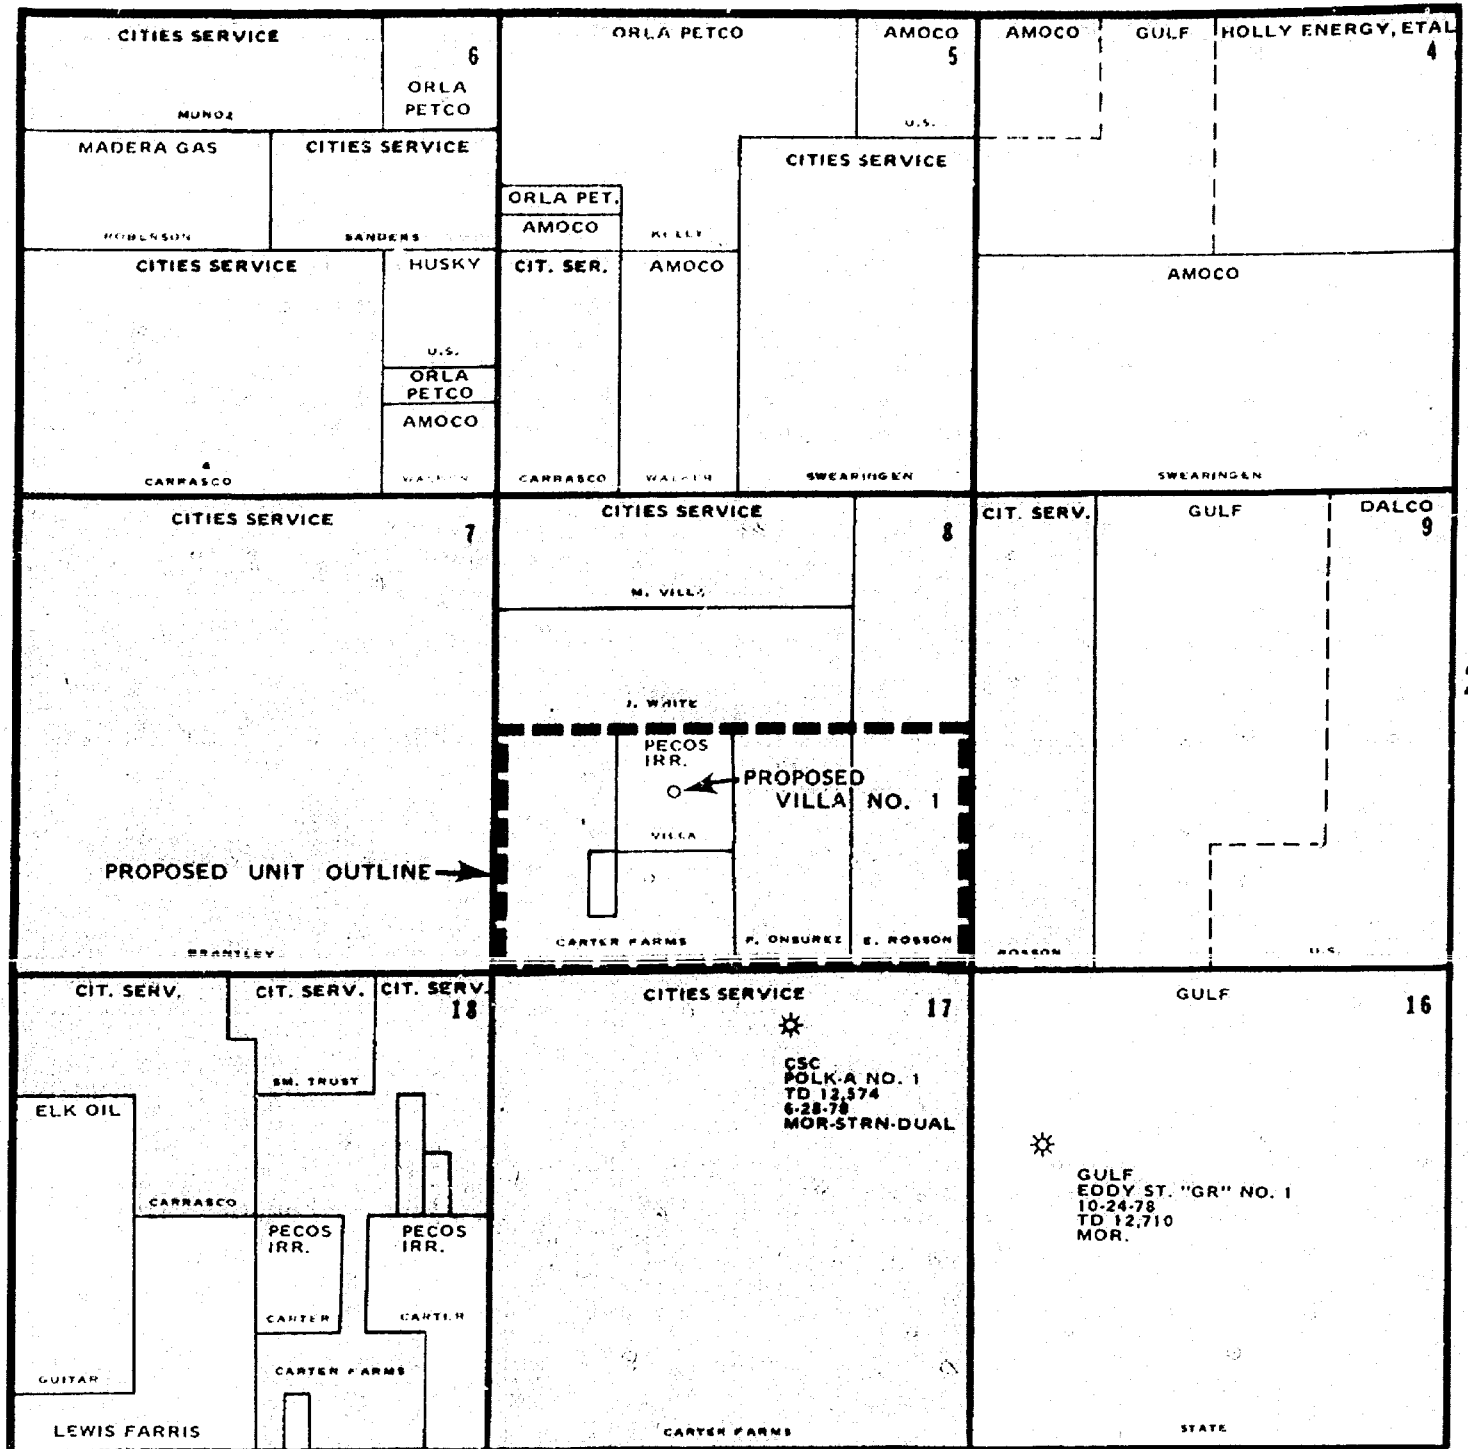 CITIES SERVICE
6
ORLA
PETCO
MUNOZ
MADERA GAS
CITIES SERVICE
ROBENSON
SANDERS
CITIES SERVICE
HUSKY
U.S.
ORLA
PETCO
AMOCO
&
CARRASCO
WALKER
ORLA PETCO
AMOCO
5
U.S.
CITIES SERVICE
ORLA PET.
AMOCO
KELLY
CIT. SER.
AMOCO
CARRASCO
WALKER
SWEARINGEN
AMOCO
GULF
HOLLY ENERGY, ETAL
4
AMOCO
SWEARINGEN
CITIES SERVICE
7
PROPOSED UNIT OUTLINE
BRANTLEY
CITIES SERVICE
8
M. VILLA
J. WHITE
PECOS
IRR.
PROPOSED
VILLA NO. 1
VILLA
CARTER FARMS
P. ONSUREZ
E. ROSSON
CIT. SERV.
GULF
DALCO
9
ROSSON
U.S.
CIT. SERV.
CIT. SERV.
CIT. SERV.
18
SM. TRUST
ELK OIL
CARRASCO
PECOS
IRR.
PECOS
IRR.
CARTER
CARTER
GUITAR
CARTER FARMS
LEWIS FARRIS
CITIES SERVICE
17
CSC
POLK-A NO. 1
TD 12,574
6-28-78
MOR-STRN-DUAL
CARTER FARMS
GULF
16
GULF
EDDY ST. "GR" NO. 1
10-24-78
TD 12,710
MOR.
STATE